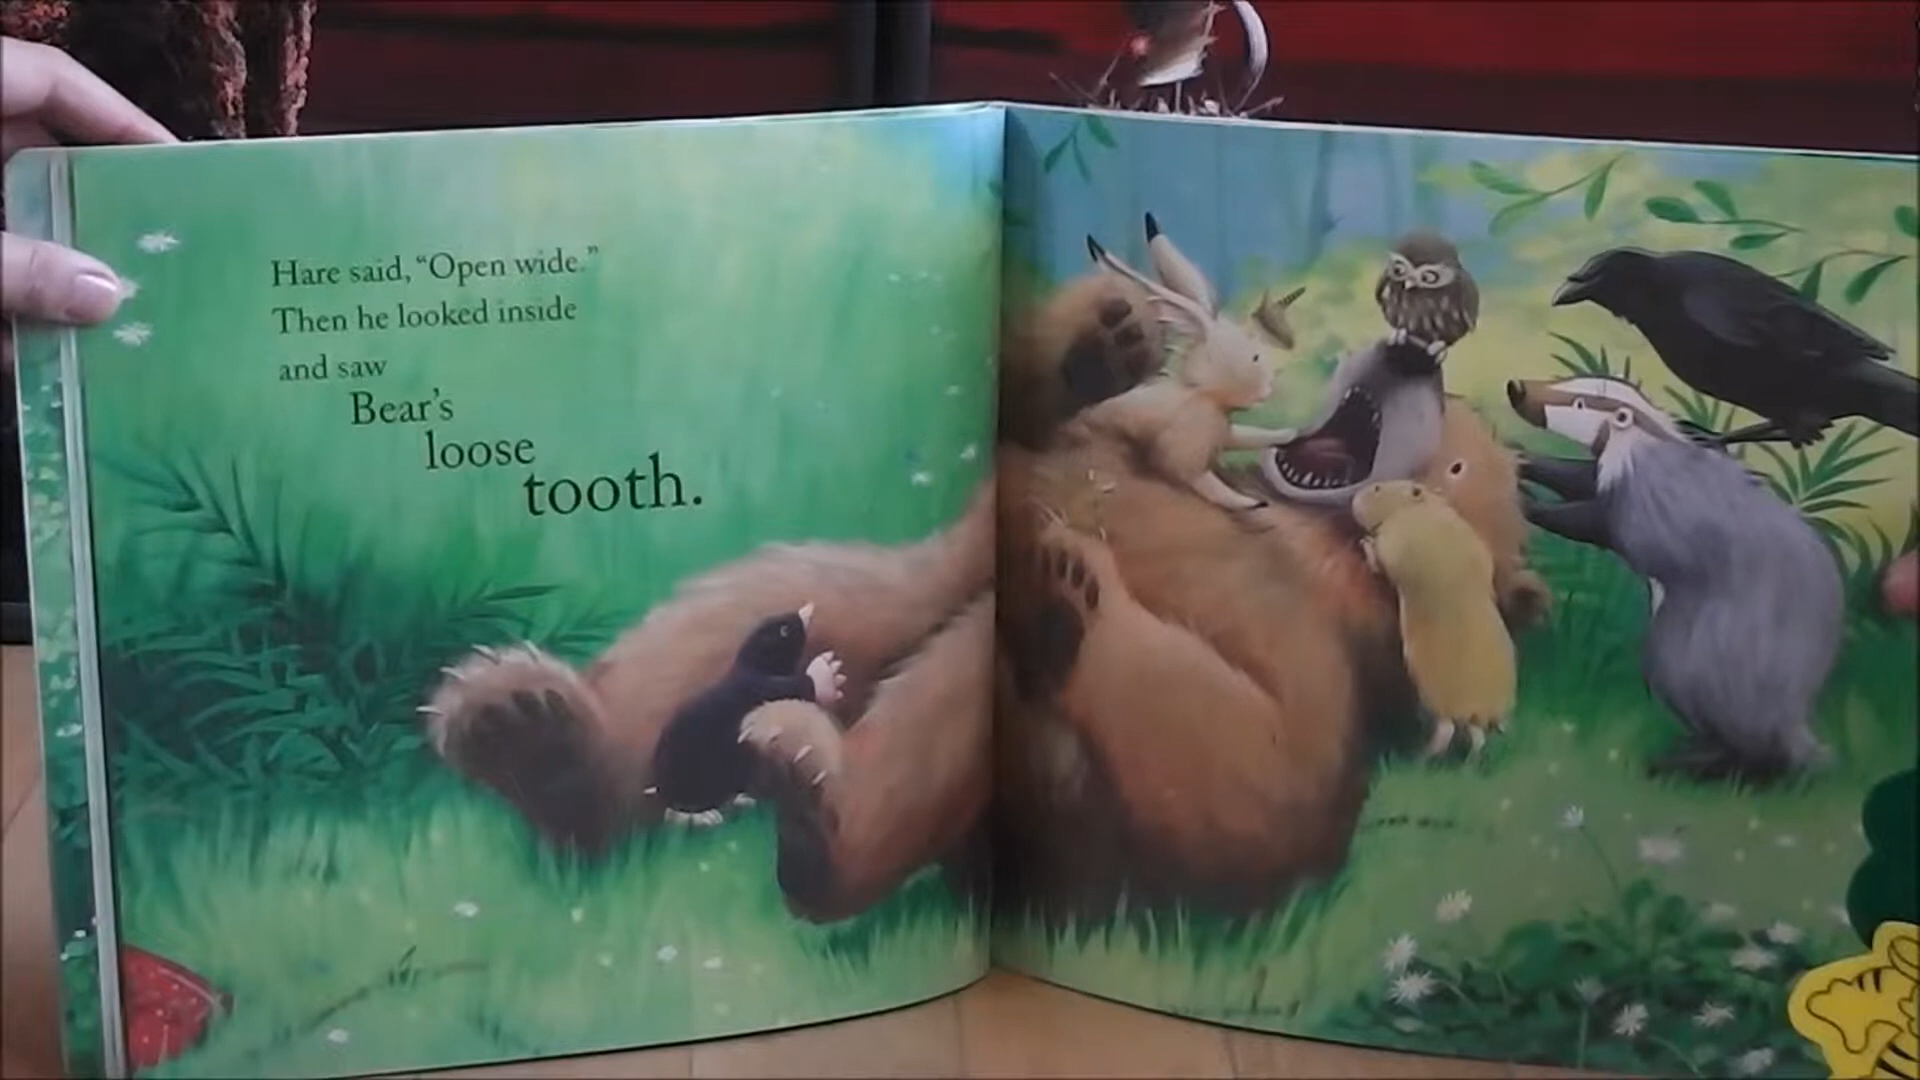 Hare said, “Open wide.”
Then he looked inside
and saw
Bear’s
loose
tooth.